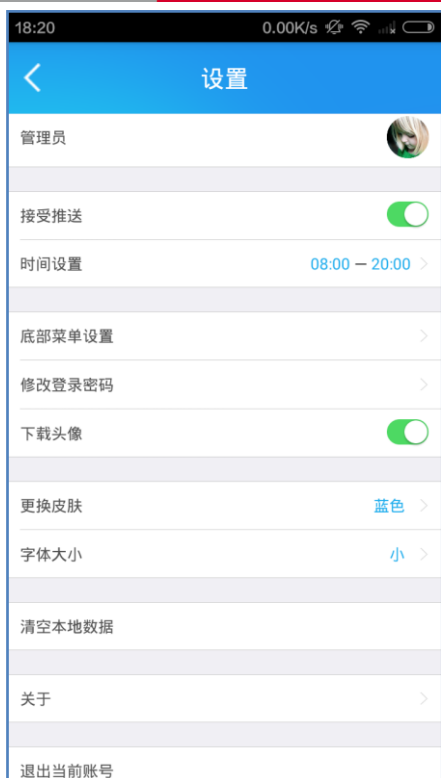 18:20 0.00K/s
设置
管理员
接受推送
时间设置 08:00 — 20:00
底部菜单设置
修改登录密码
下载头像
更换皮肤 蓝色
字体大小 小
清空本地数据
关于
退出当前账号